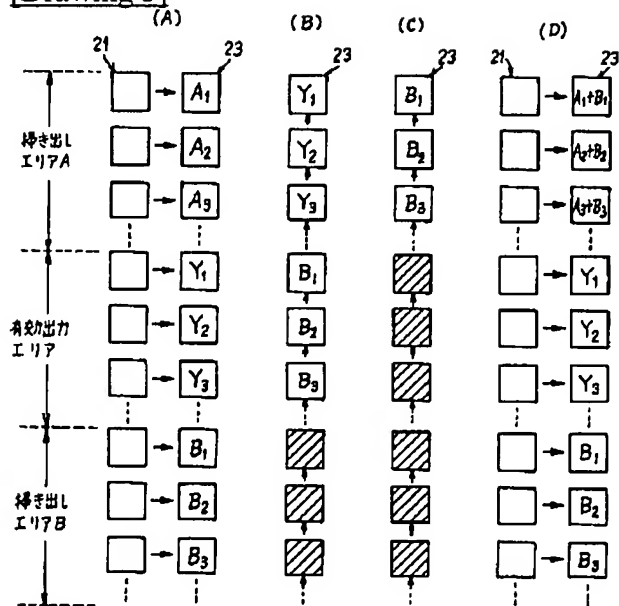 (A) (B) (C) (D)
21 23 23 23 21 23
A₁ Y₁ B₁ A₁+B₁
掃き出し
エリアA
A₂ Y₂ B₂ A₂+B₂
A₃ Y₃ B₃ A₃+B₃
Y₁ B₁ Y₁
有効出力
エリア
Y₂ B₂ Y₂
Y₃ B₃ Y₃
B₁ B₁
掃き出し
エリアB
B₂ B₂
B₃ B₃